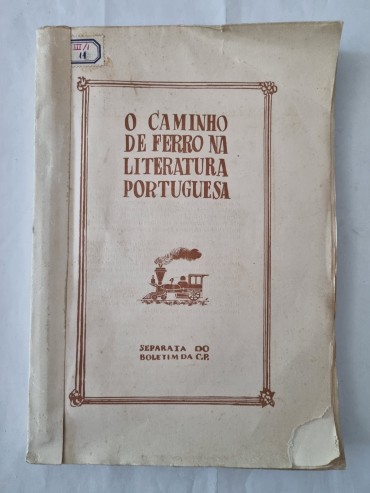 O CAMINHO
DE FERRO NA
LITERATURA
PORTUGUESA
SEPARATA DO
BOLETIM DA C.P.